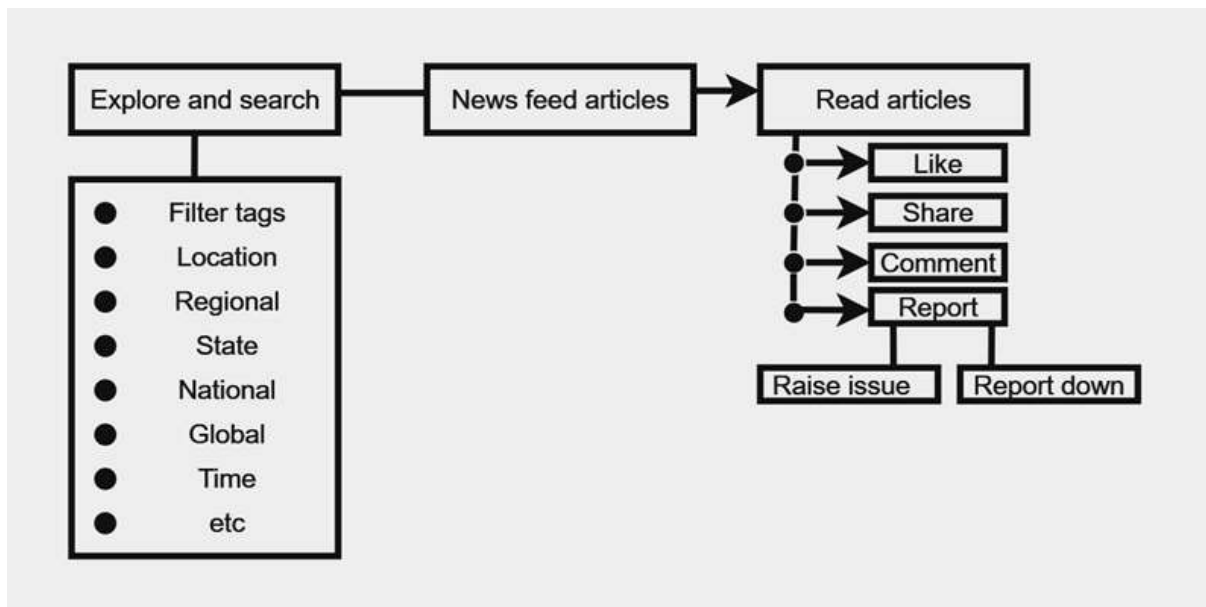 Explore and search
News feed articles
Read articles
Filter tags
Location
Regional
State
National
Global
Time
etc
Like
Share
Comment
Report
Raise issue
Report down